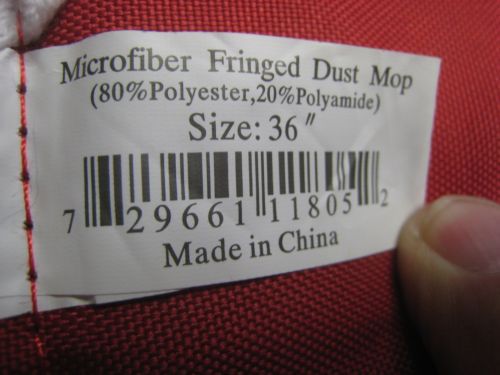 Microfiber Fringed Dust Mop
(80%Polyester,20%Polyamide)
Size: 36″
7 29661 11805 2
Made in China